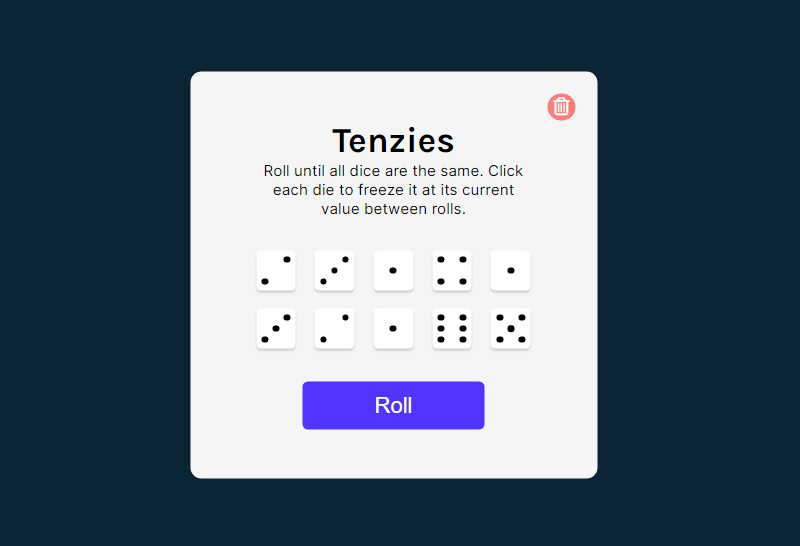 Tenzies
Roll until all dice are the same. Click
each die to freeze it at its current
value between rolls.
Roll